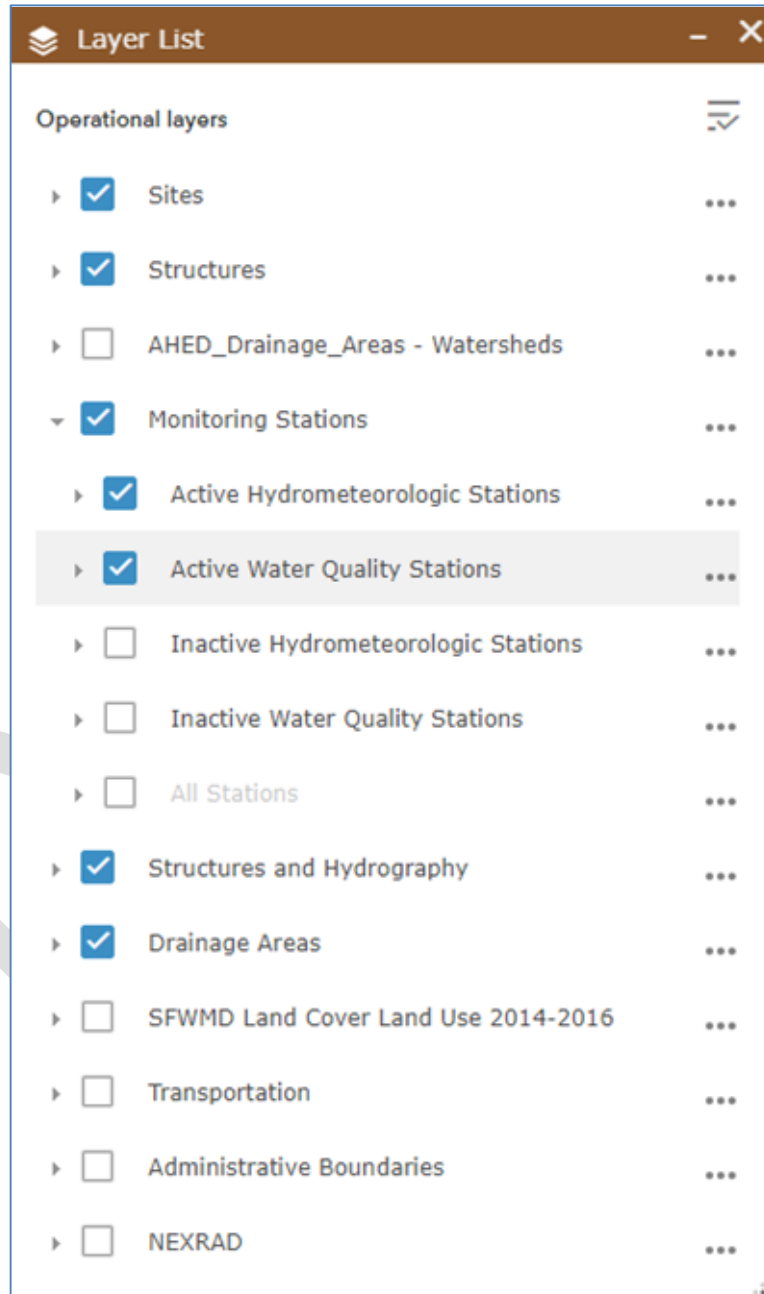 Layer List
Operational layers
Sites
Structures
AHED_Drainage_Areas - Watersheds
Monitoring Stations
Active Hydrometeorologic Stations
Active Water Quality Stations
Inactive Hydrometeorologic Stations
Inactive Water Quality Stations
All Stations
Structures and Hydrography
Drainage Areas
SFWMD Land Cover Land Use 2014-2016
Transportation
Administrative Boundaries
NEXRAD